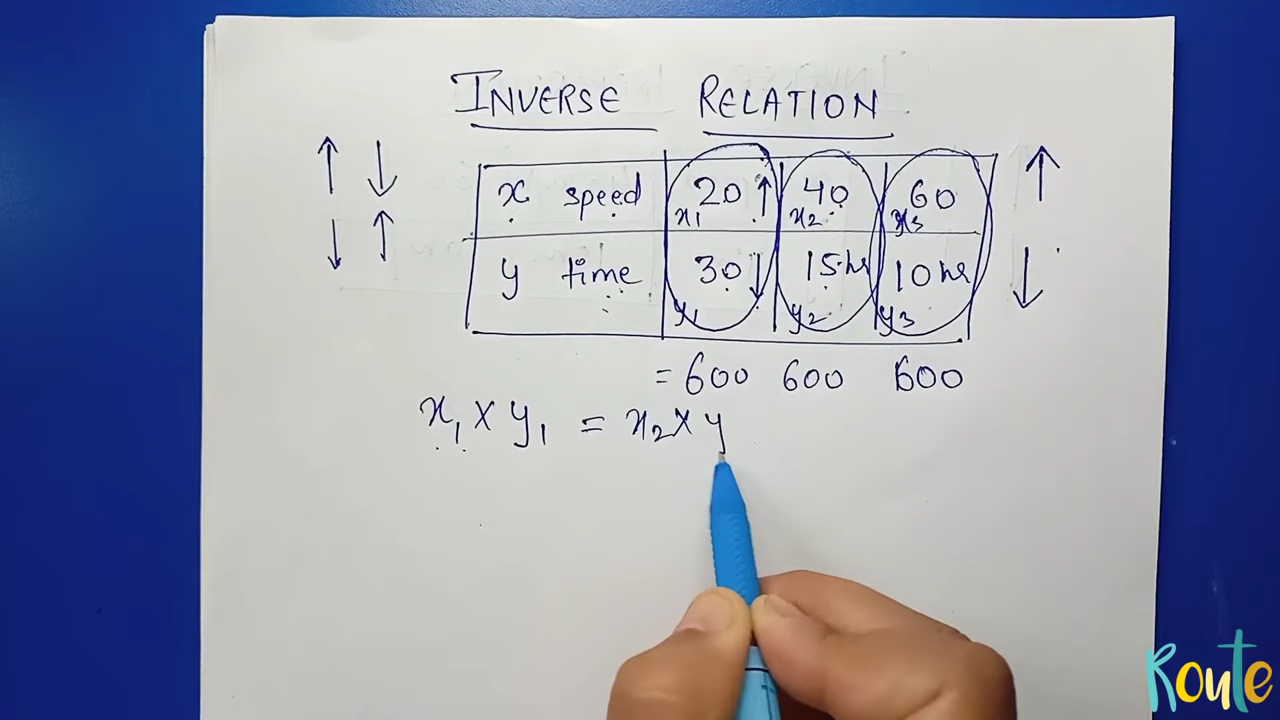 INVERSE RELATION
↑ ↓ x speed 20 ↑ 40 60 ↑
x1 x2 x3
↓ ↑ y time 30 ↓ 15 hr 10 hr ↓
y1 y2 y3
= 600 600 600
x1 × y1 = x2 × y
Route